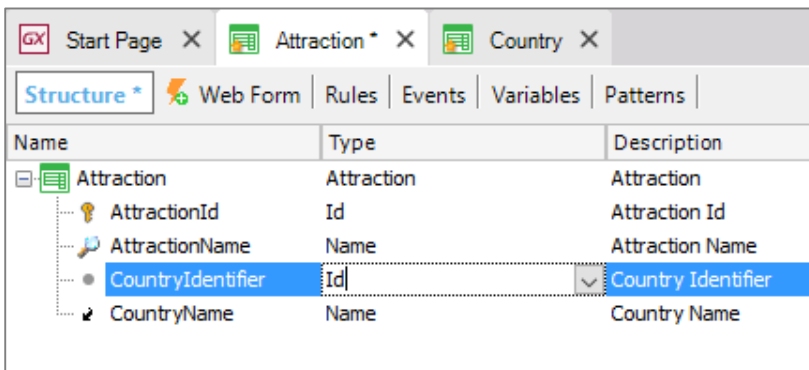 GX Start Page Attraction * Country
Structure * Web Form Rules Events Variables Patterns
Name Type Description
Attraction Attraction Attraction
AttractionId Id Attraction Id
AttractionName Name Attraction Name
CountryIdentifier Id Country Identifier
CountryName Name Country Name